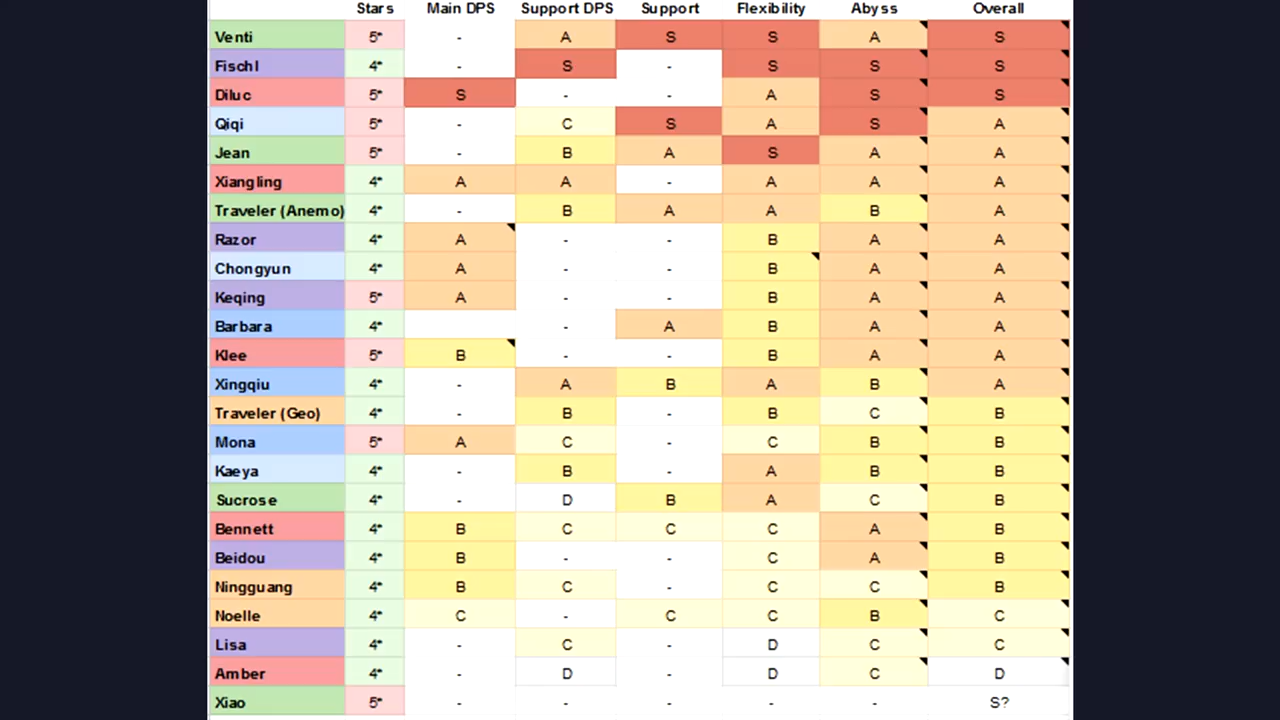 Stars Main DPS Support DPS Support Flexibility Abyss Overall
Venti 5* - A S S A S
Fischl 4* - S - S S S
Diluc 5* S - - A S S
Qiqi 5* - C S A S A
Jean 5* - B A S A A
Xiangling 4* A A - A A A
Traveler (Anemo) 4* - B A A B A
Razor 4* A - - B A A
Chongyun 4* A - - B A A
Keqing 5* A - - B A A
Barbara 4* - A B A A
Klee 5* B - - B A A
Xingqiu 4* - A B A B A
Traveler (Geo) 4* - B - B C B
Mona 5* A C - C B B
Kaeya 4* - B - A B B
Sucrose 4* - D B A C B
Bennett 4* B C C C A B
Beidou 4* B - - C A B
Ningguang 4* B C - C C B
Noelle 4* C - C C B C
Lisa 4* - C - D C C
Amber 4* - D - D C D
Xiao 5* - - - - - S?